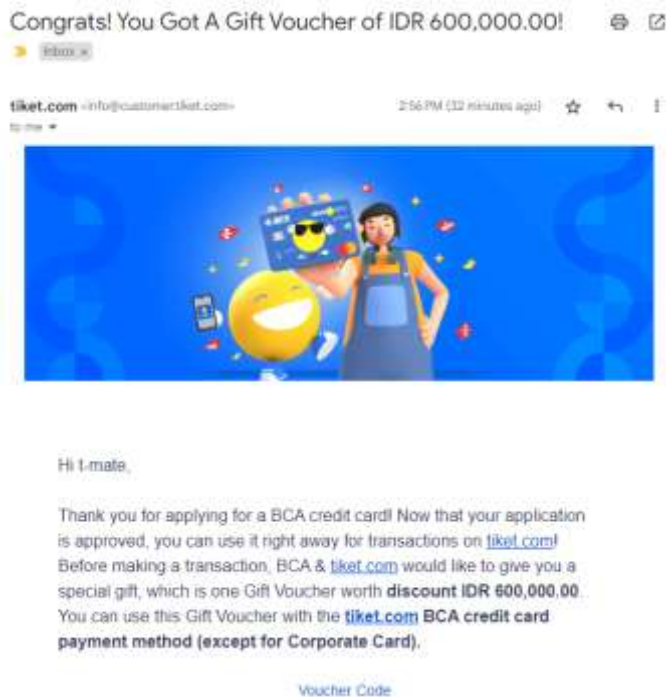 Congrats! You Got A Gift Voucher of IDR 600,000.00!
Inbox x
tiket.com <info@customertiket.com> 2:56 PM (32 minutes ago)
to me
Hi t-mate,
Thank you for applying for a BCA credit card! Now that your application
is approved, you can use it right away for transactions on tiket.com!
Before making a transaction, BCA & tiket.com would like to give you a
special gift, which is one Gift Voucher worth discount IDR 600,000.00.
You can use this Gift Voucher with the tiket.com BCA credit card
payment method (except for Corporate Card).
Voucher Code